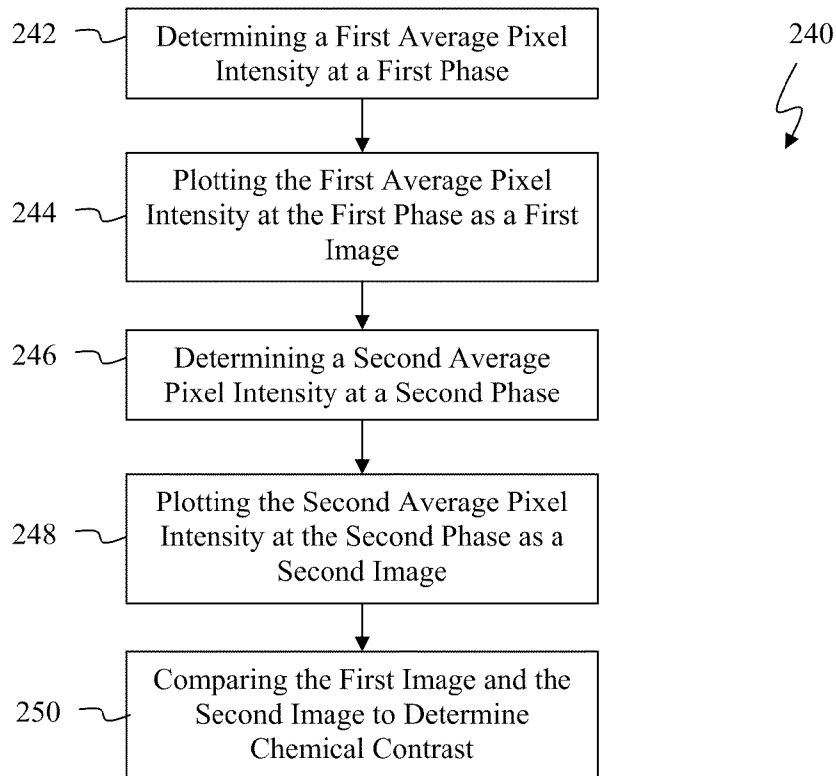 242
Determining a First Average Pixel
Intensity at a First Phase
240
244
Plotting the First Average Pixel
Intensity at the First Phase as a First
Image
246
Determining a Second Average
Pixel Intensity at a Second Phase
248
Plotting the Second Average Pixel
Intensity at the Second Phase as a
Second Image
250
Comparing the First Image and the
Second Image to Determine
Chemical Contrast